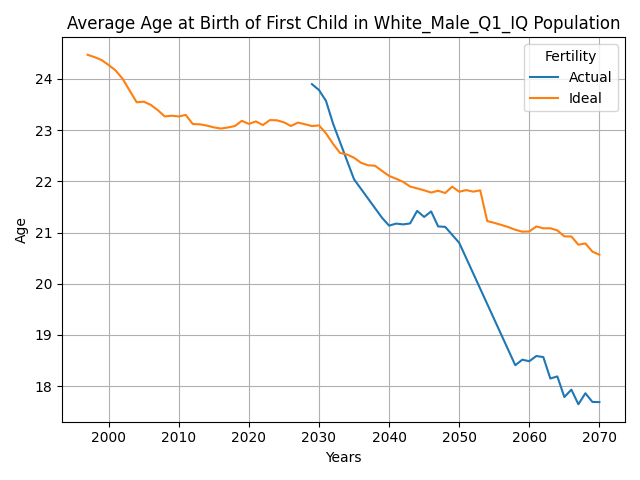 Average Age at Birth of First Child in White_Male_Q1_IQ Population
Fertility
Actual
Ideal
Age
24
23
22
21
20
19
18
2000 2010 2020 2030 2040 2050 2060 2070
Years